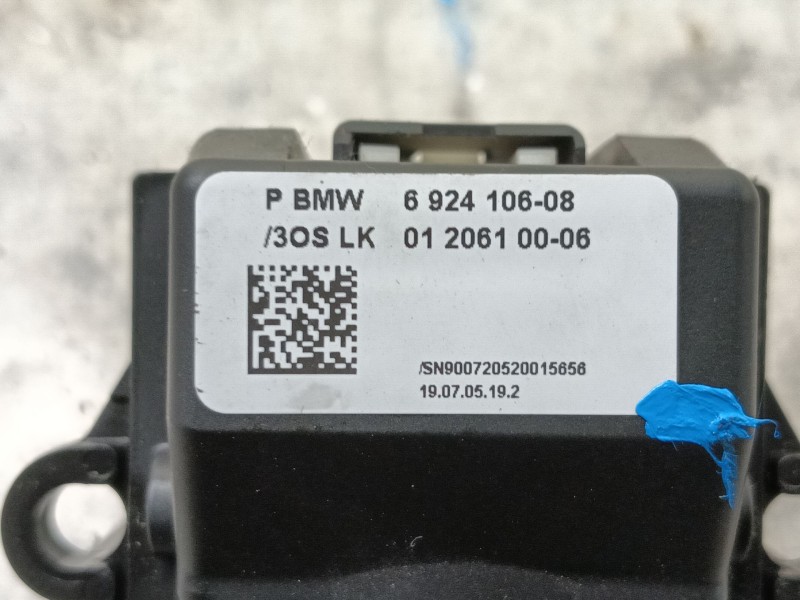 P BMW 6 924 106-08
/3OS LK 01 2061 00-06
/SN900720520015656
19.07.05.19.2